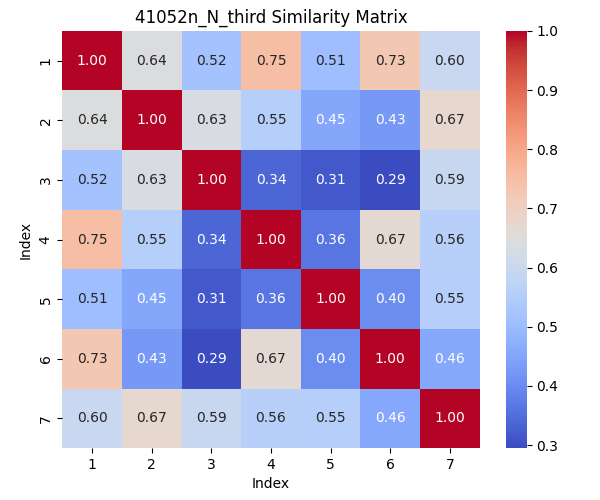 41052n_N_third Similarity Matrix
1 1.00 0.64 0.52 0.75 0.51 0.73 0.60
2 0.64 1.00 0.63 0.55 0.45 0.43 0.67
3 0.52 0.63 1.00 0.34 0.31 0.29 0.59
4 0.75 0.55 0.34 1.00 0.36 0.67 0.56
5 0.51 0.45 0.31 0.36 1.00 0.40 0.55
6 0.73 0.43 0.29 0.67 0.40 1.00 0.46
7 0.60 0.67 0.59 0.56 0.55 0.46 1.00
1 2 3 4 5 6 7
Index
Index
1.0
0.9
0.8
0.7
0.6
0.5
0.4
0.3